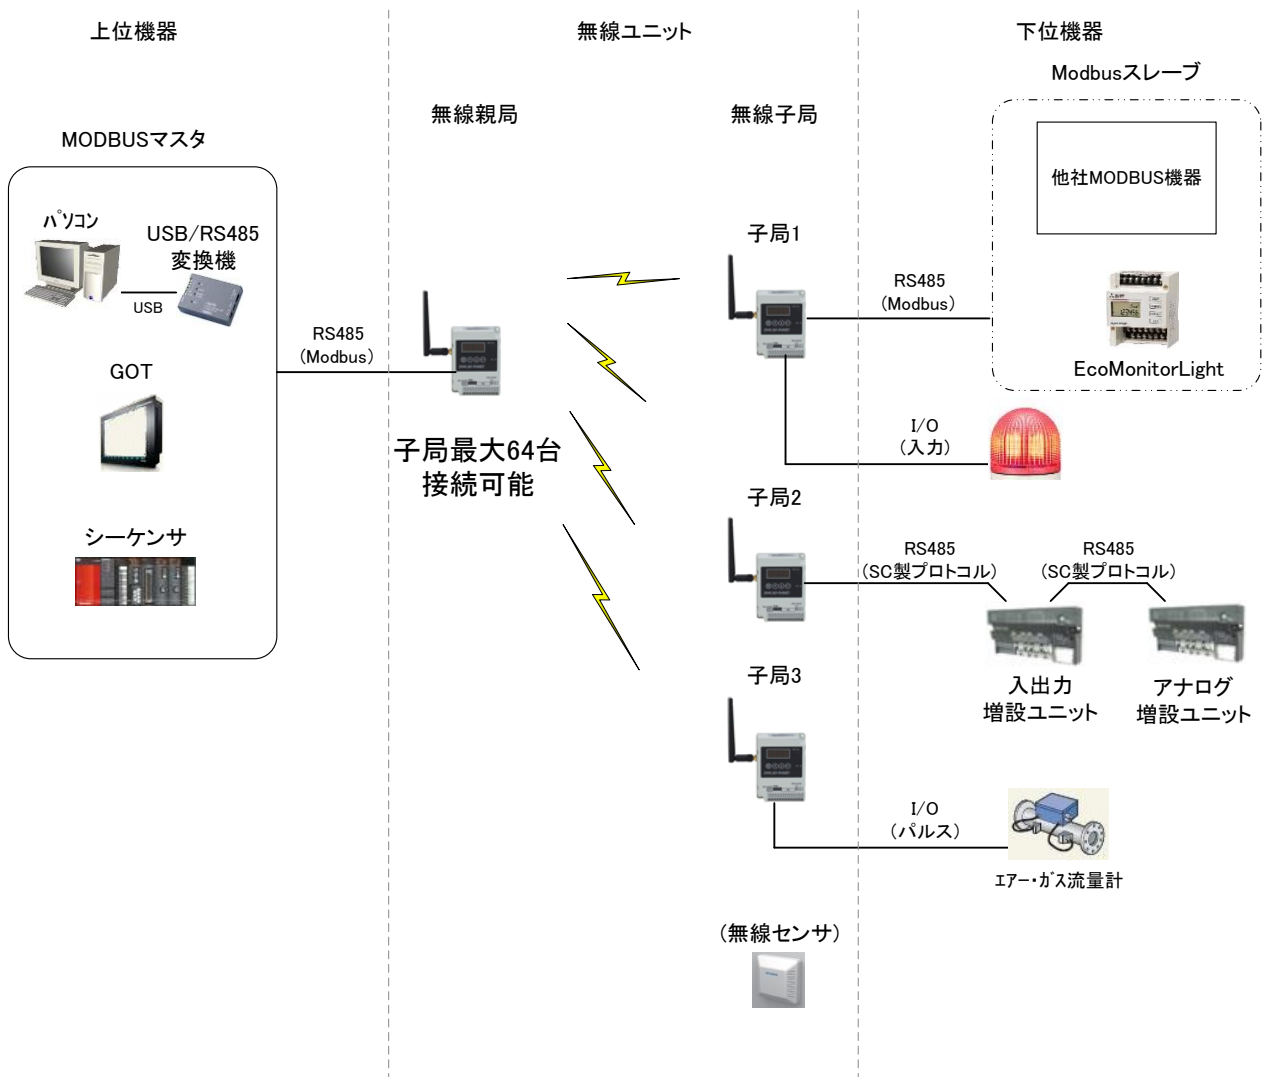 上位機器
無線ユニット
下位機器
Modbusスレーブ
無線親局
無線子局
MODBUSマスタ
他社MODBUS機器
パソコン
USB/RS485
変換機
USB
子局1
RS485
(Modbus)
RS485
(Modbus)
GOT
EcoMonitorLight
子局最大64台
接続可能
I/O
(入力)
シーケンサ
子局2
RS485
(SC製プロトコル)
RS485
(SC製プロトコル)
子局3
入出力
増設ユニット
アナログ
増設ユニット
I/O
(パルス)
エアー・ガス流量計
(無線センサ)